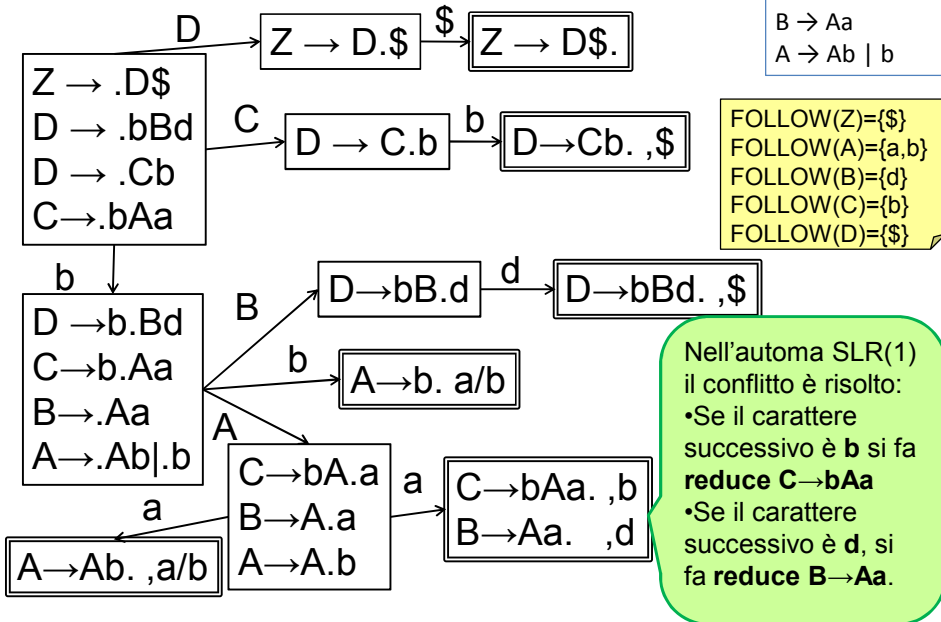 B → Aa
A → Ab | b
D
Z → D.$
$
Z → D$.
Z → .D$
D → .bBd
D → .Cb
C→.bAa
C
D → C.b
b
D→Cb. ,$
FOLLOW(Z)={$}
FOLLOW(A)={a,b}
FOLLOW(B)={d}
FOLLOW(C)={b}
FOLLOW(D)={$}
b
D →b.Bd
C→b.Aa
B→.Aa
A→.Ab|.b
B
D→bB.d
d
D→bBd. ,$
b
A→b. a/b
A
C→bA.a
B→A.a
A→A.b
a
C→bAa. ,b
B→Aa. ,d
a
A→Ab. ,a/b
Nell'automa SLR(1)
il conflitto è risolto:
•Se il carattere
successivo è b si fa
reduce C→bAa
•Se il carattere
successivo è d, si
fa reduce B→Aa.